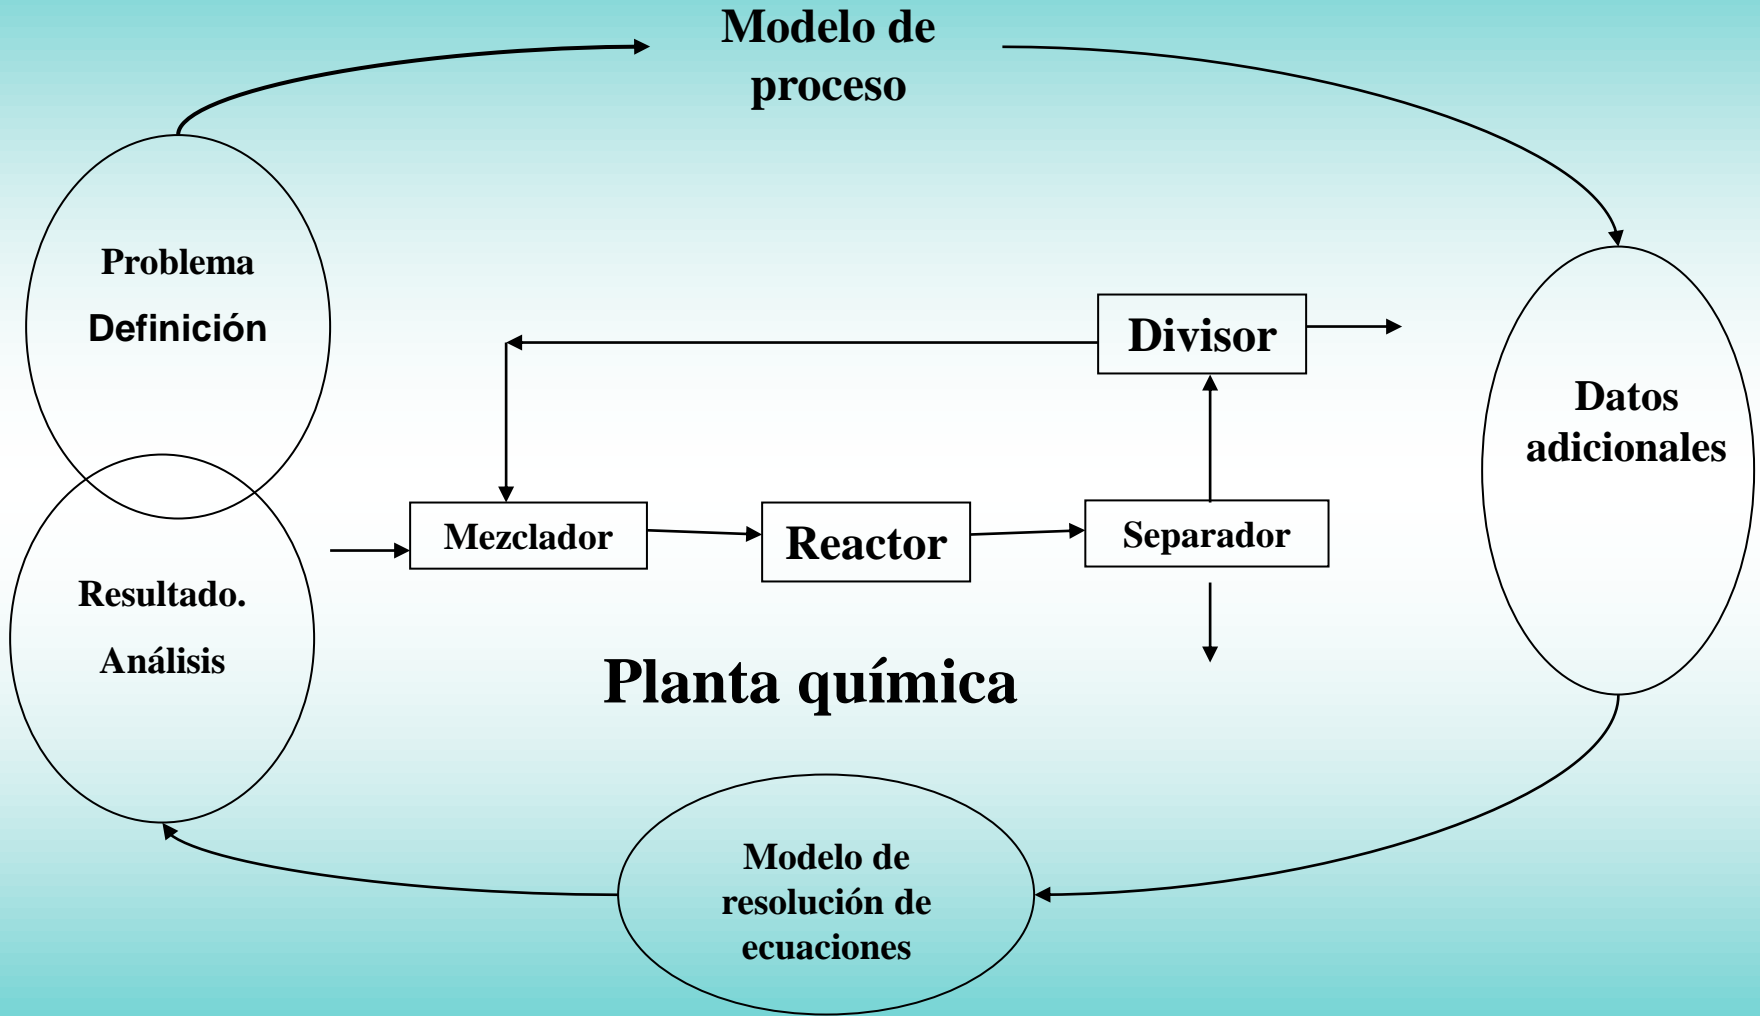 Modelo de
proceso
Problema
Definición
Divisor
Datos
adicionales
Mezclador
Reactor
Separador
Resultado.
Análisis
Planta química
Modelo de
resolución de
ecuaciones